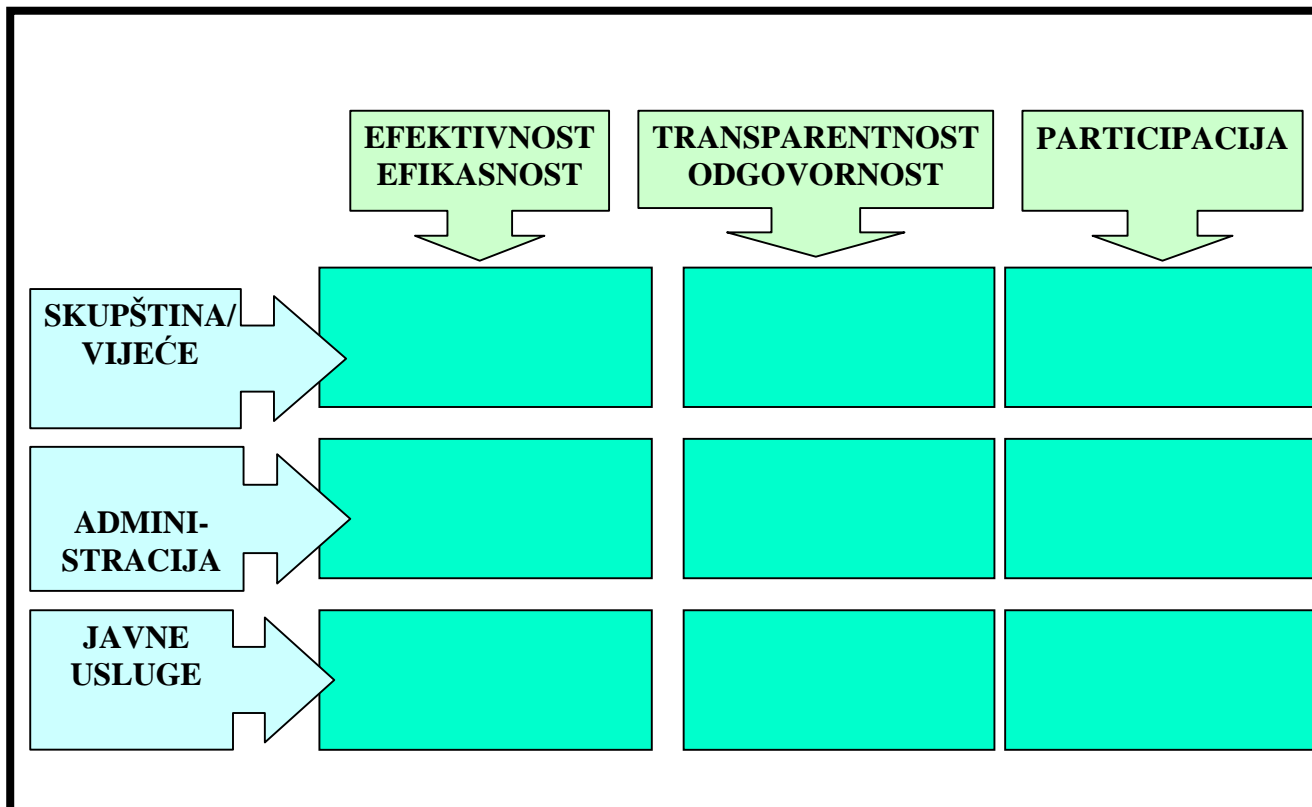 EFEKTIVNOST
EFIKASNOST
TRANSPARENTNOST
ODGOVORNOST
PARTICIPACIJA
SKUPŠTINA/
VIJEĆE
ADMINI-
STRACIJA
JAVNE
USLUGE